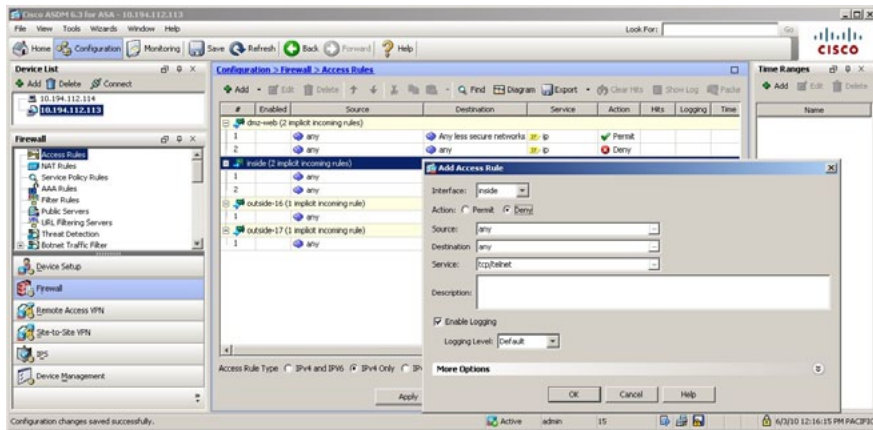 Cisco ASDM 6.3 for ASA - 10.194.112.113
File View Tools Wizards Window Help
Look For: Go
Home Configuration Monitoring Save Refresh Back Forward Help
CISCO
Device List
Add Delete Connect
10.194.112.114
10.194.112.113
Firewall
Access Rules
NAT Rules
Service Policy Rules
AAA Rules
Filter Rules
Public Servers
URL Filtering Servers
Threat Detection
Botnet Traffic Filter
Device Setup
Firewall
Remote Access VPN
Site-to-Site VPN
IPS
Device Management
Configuration > Firewall > Access Rules
Add Edit Delete Find Diagram Export Clear Hits Show Log
# Enabled Source Destination Service Action Hits Logging Time
dmz-web (2 implicit incoming rules)
1 any Any less secure networks ip Permit
2 any any ip Deny
inside (2 implicit incoming rules)
1 any
2 any
outside-16 (1 implicit incoming rule)
1 any
outside-17 (1 implicit incoming rule)
1 any
Access Rule Type IPv4 and IPv6 IPv4 Only
Apply
Add Access Rule
Interface: inside
Action: Permit Deny
Source: any
Destination any
Service: tcp/telnet
Description:
Enable Logging
Logging Level: Default
More Options
OK Cancel Help
Time Ranges
Add Edit Delete
Name
Configuration changes saved successfully.
Active admin 15 6/3/10 12:16:15 PM PACIFIC